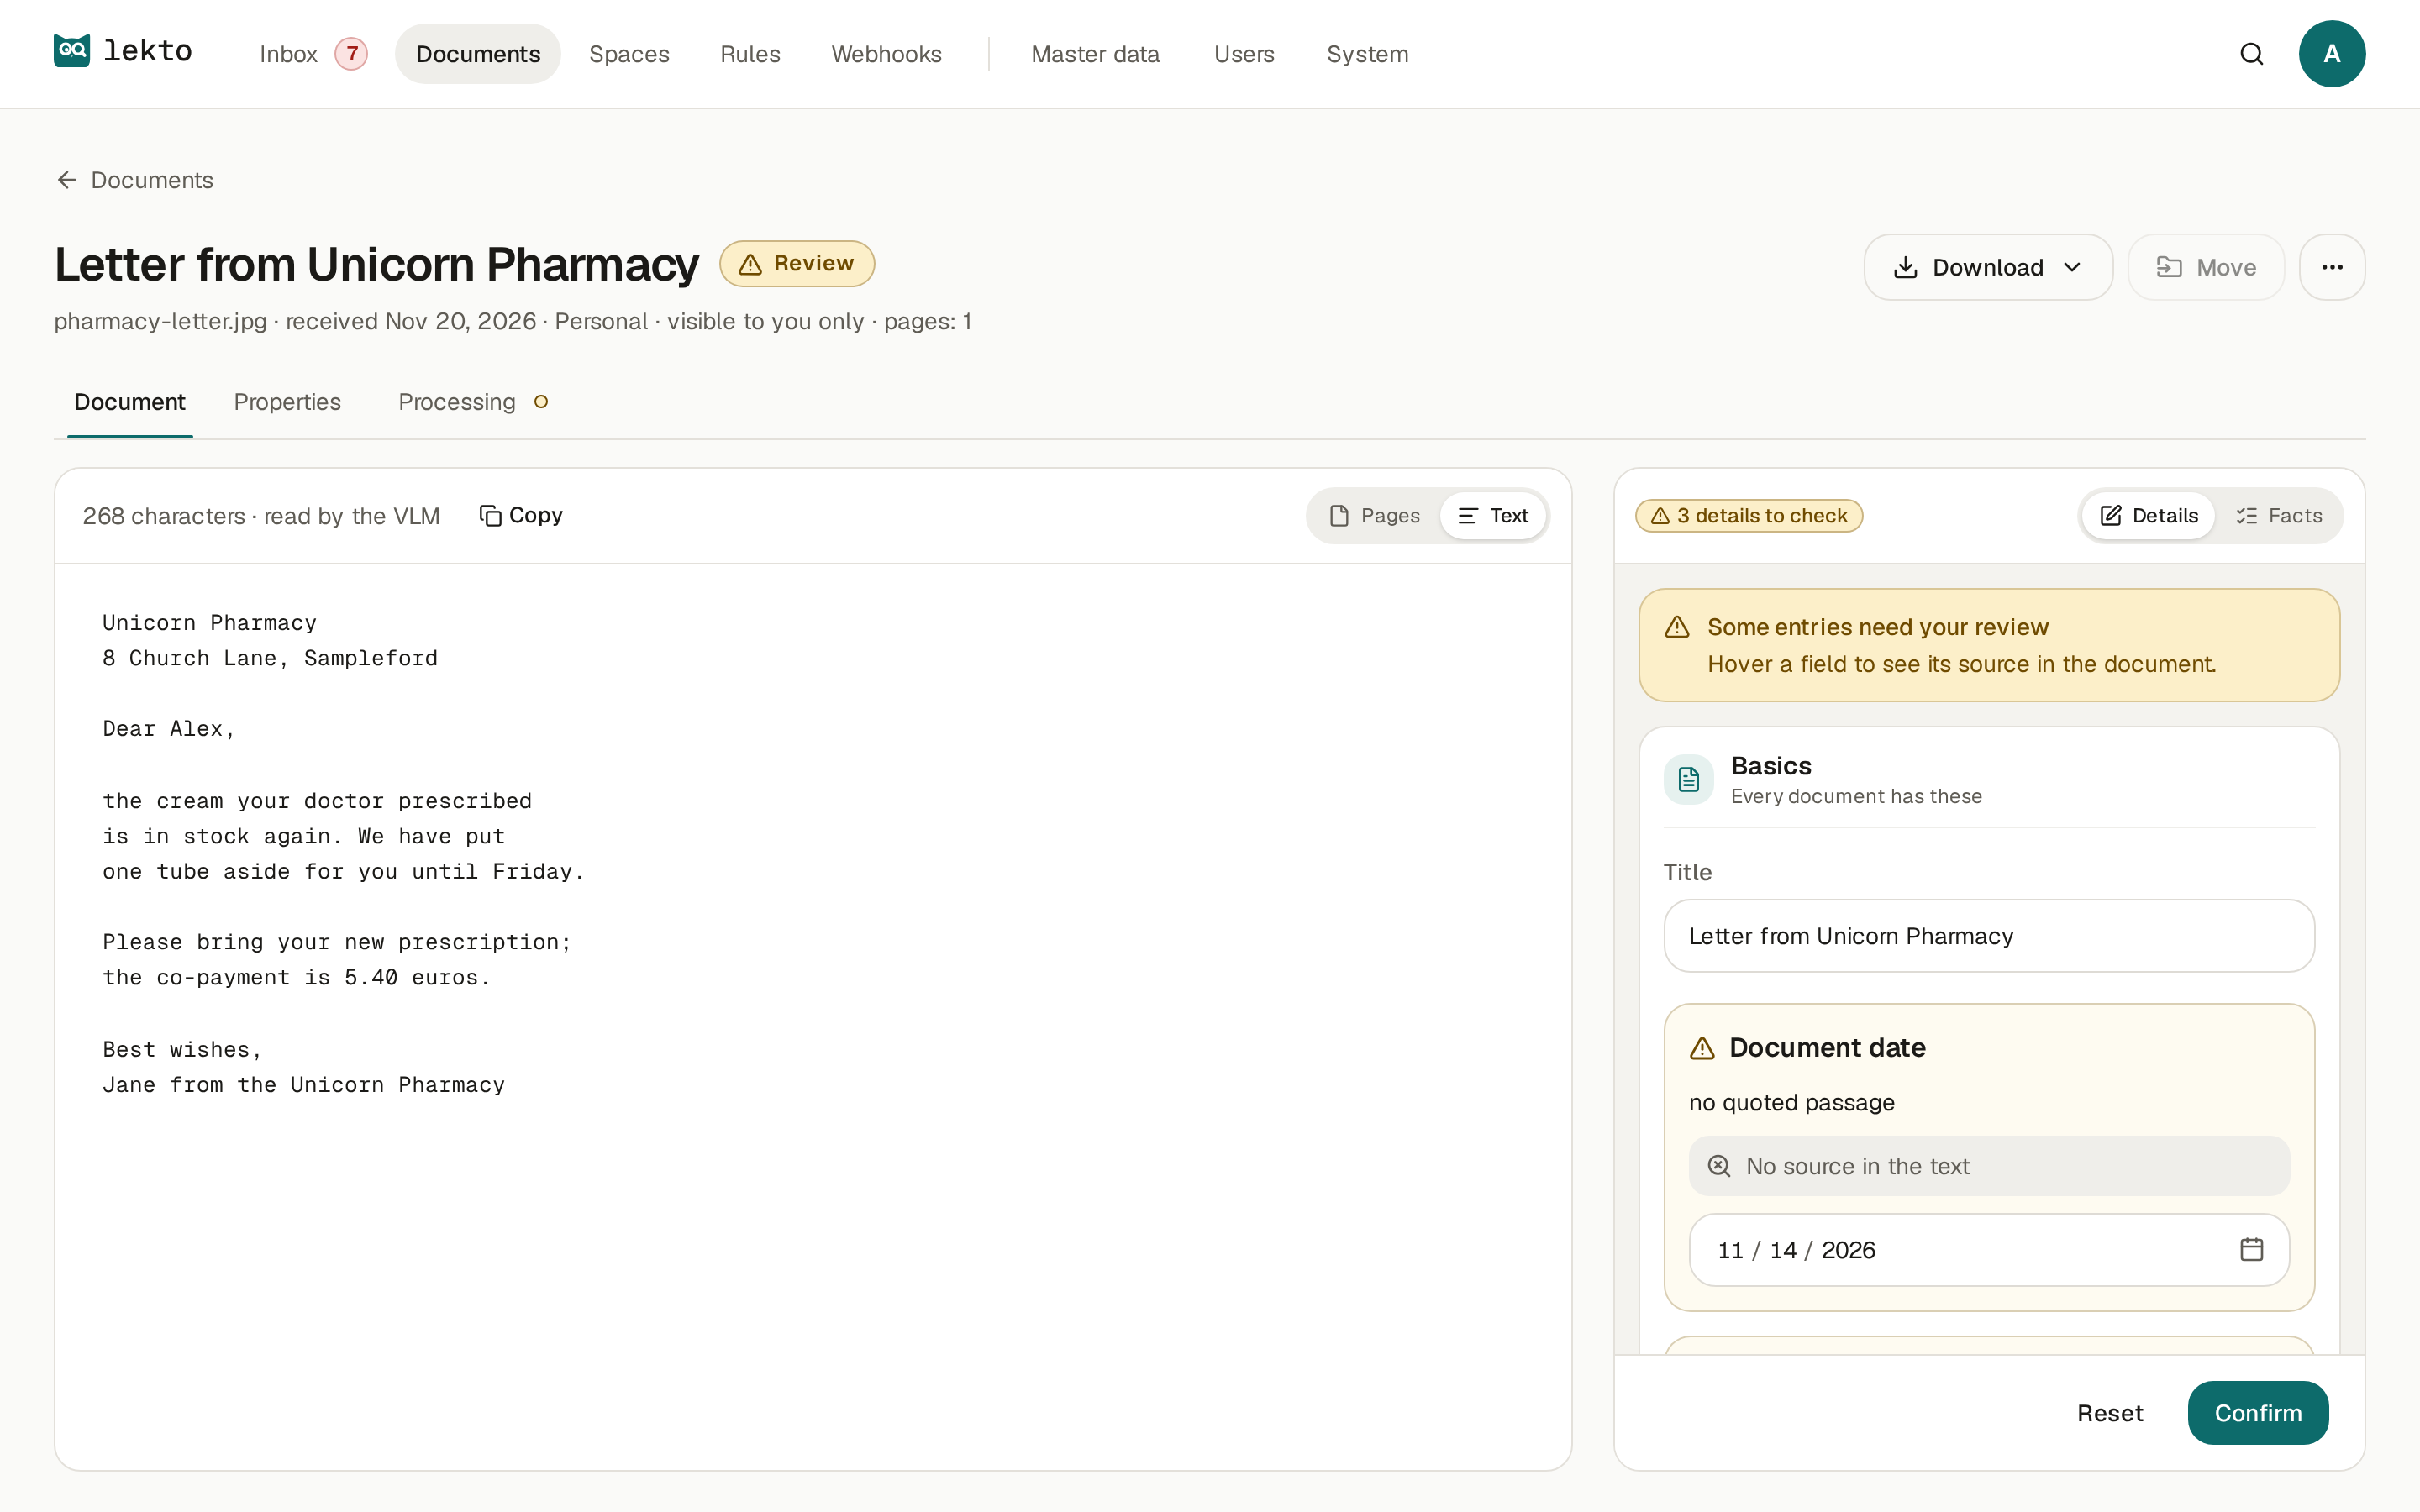 lekto
Inbox 7 Documents Spaces Rules Webhooks Master data Users System A
Documents
Letter from Unicorn Pharmacy Review
Download Move
pharmacy-letter.jpg · received Nov 20, 2026 · Personal · visible to you only · pages: 1
Document Properties Processing
268 characters · read by the VLM Copy Pages Text
Unicorn Pharmacy
8 Church Lane, Sampleford
Dear Alex,
the cream your doctor prescribed
is in stock again. We have put
one tube aside for you until Friday.
Please bring your new prescription;
the co-payment is 5.40 euros.
Best wishes,
Jane from the Unicorn Pharmacy
3 details to check Details Facts
Some entries need your review
Hover a field to see its source in the document.
Basics
Every document has these
Title
Letter from Unicorn Pharmacy
Document date
no quoted passage
No source in the text
11 / 14 / 2026
Reset Confirm